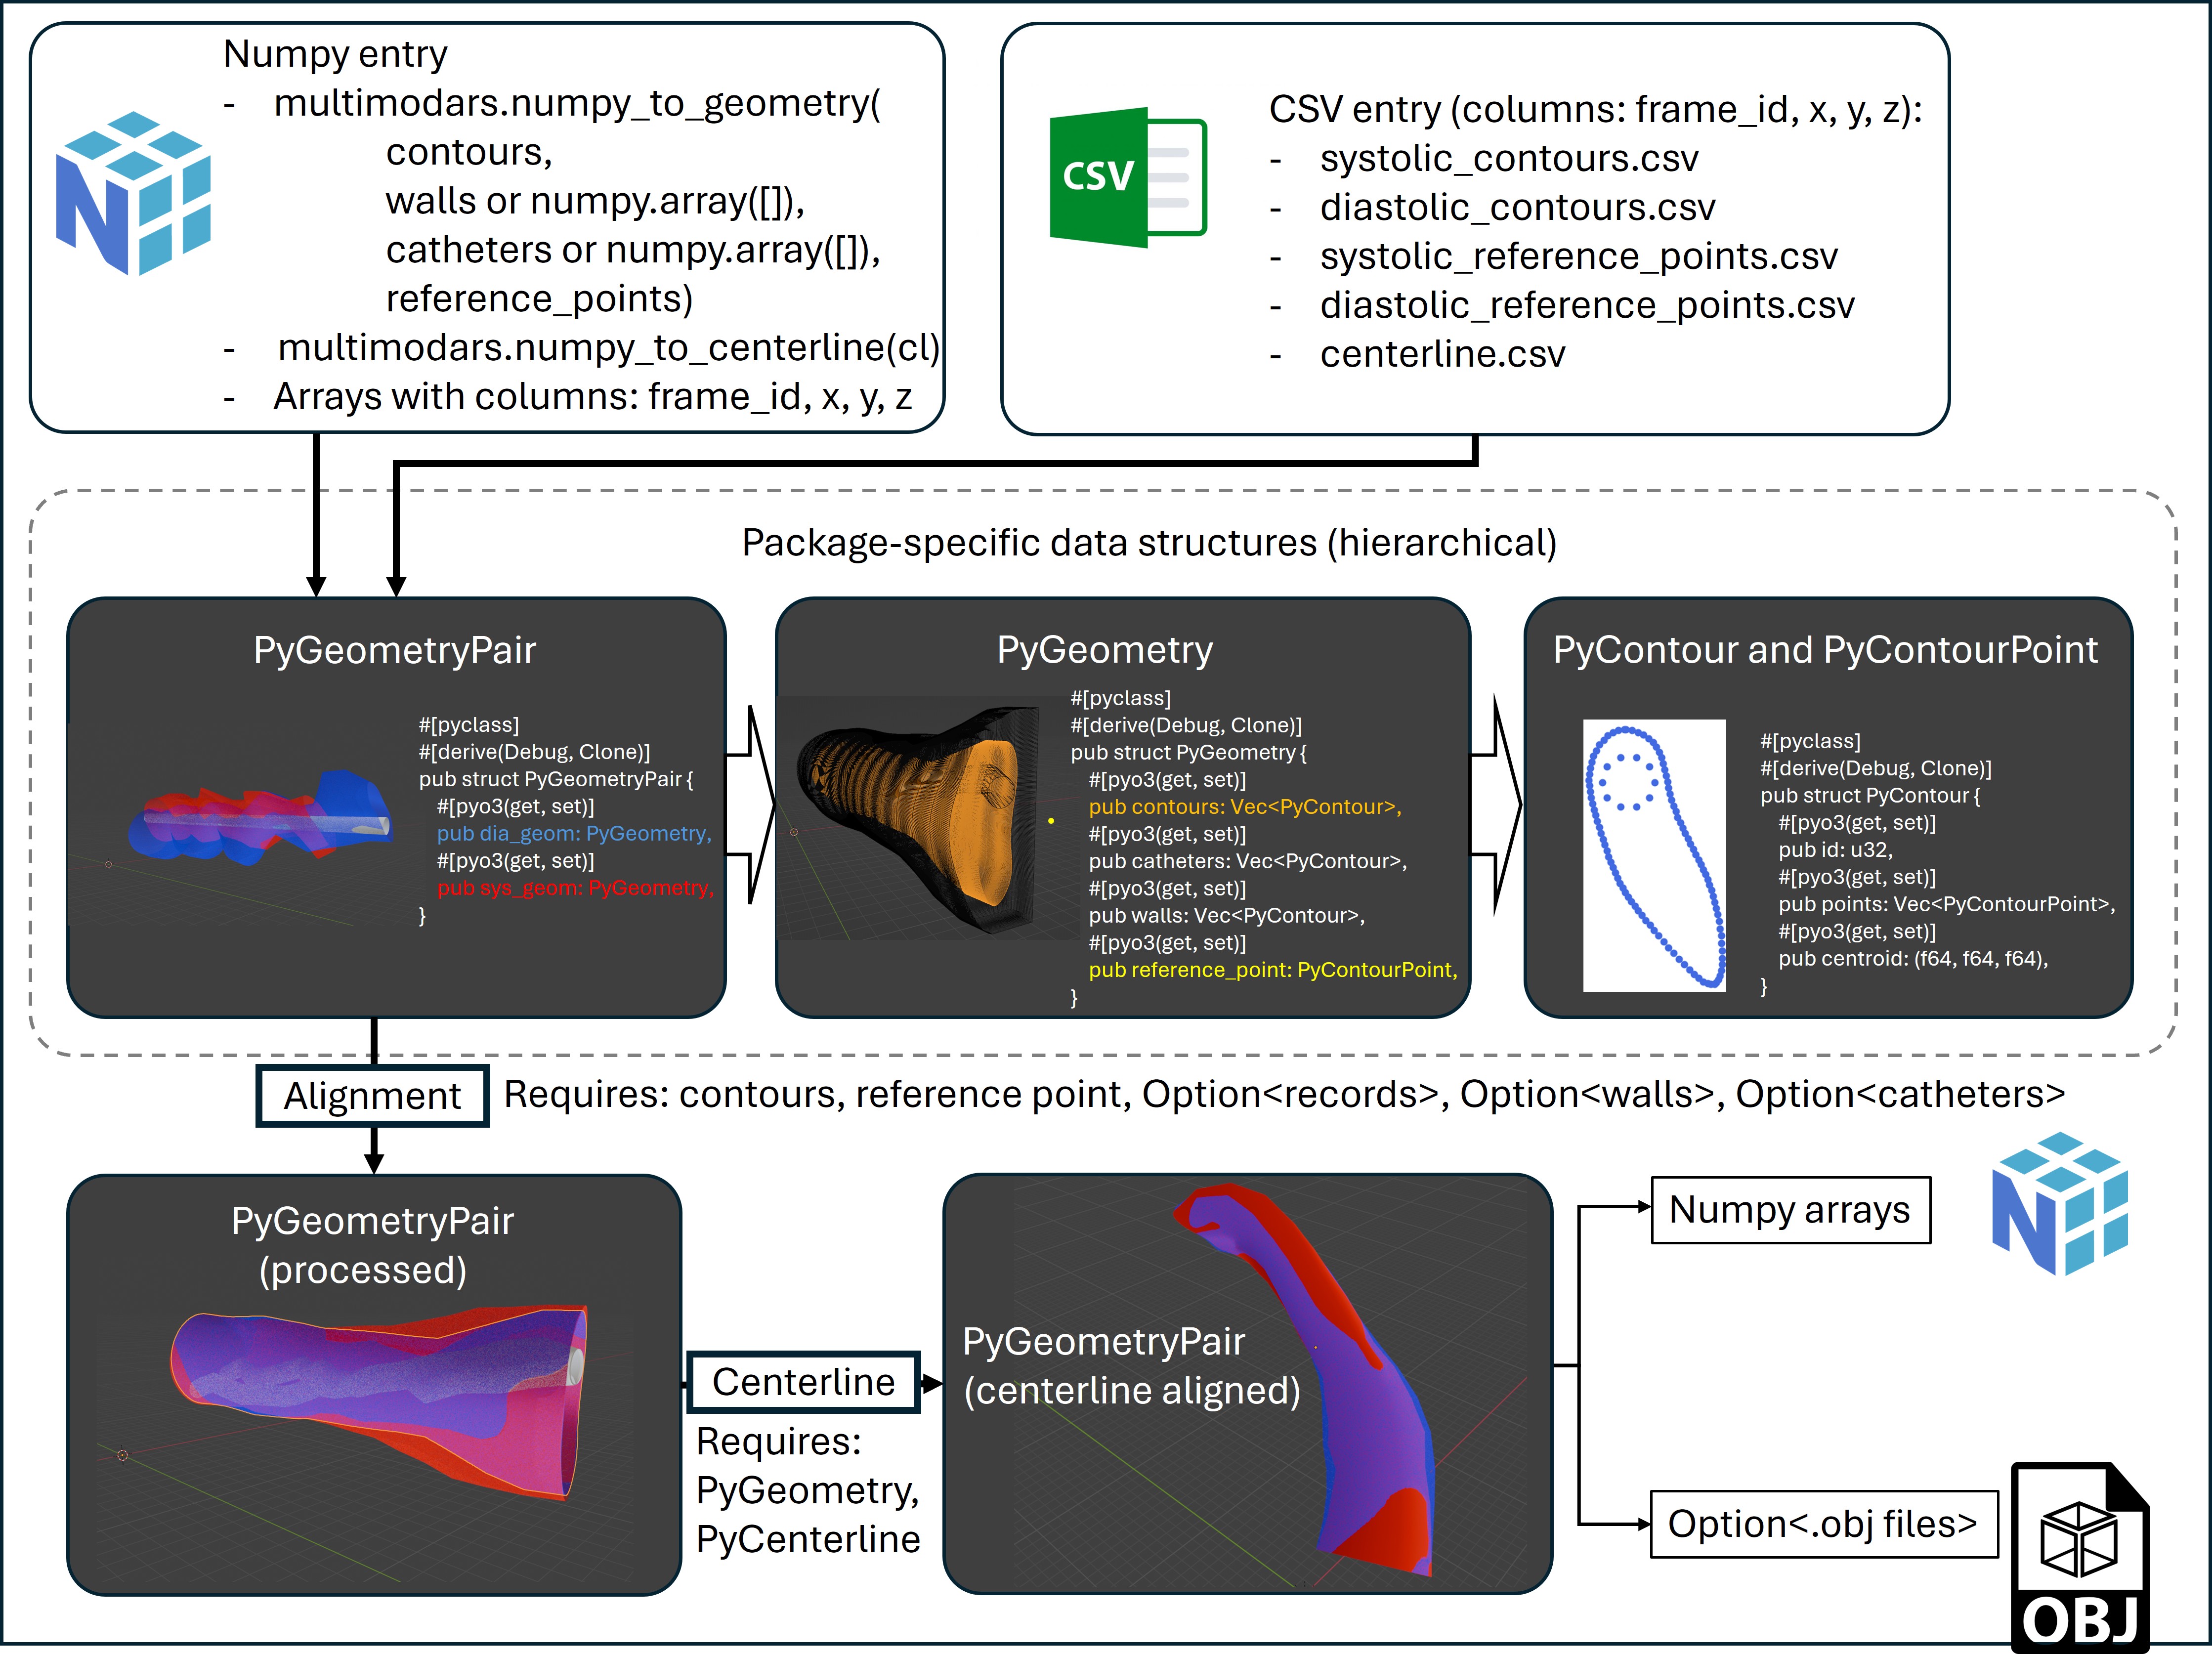 Numpy entry
- multimodars.numpy_to_geometry(
contours,
walls or numpy.array([]),
catheters or numpy.array([]),
reference_points)
- multimodars.numpy_to_centerline(cl)
- Arrays with columns: frame_id, x, y, z
CSV
CSV entry (columns: frame_id, x, y, z):
- systolic_contours.csv
- diastolic_contours.csv
- systolic_reference_points.csv
- diastolic_reference_points.csv
- centerline.csv
Package-specific data structures (hierarchical)
PyGeometryPair
#[pyclass]
#[derive(Debug, Clone)]
pub struct PyGeometryPair {
#[pyo3(get, set)]
pub dia_geom: PyGeometry,
#[pyo3(get, set)]
pub sys_geom: PyGeometry,
}
PyGeometry
#[pyclass]
#[derive(Debug, Clone)]
pub struct PyGeometry {
#[pyo3(get, set)]
pub contours: Vec<PyContour>,
#[pyo3(get, set)]
pub catheters: Vec<PyContour>,
#[pyo3(get, set)]
pub walls: Vec<PyContour>,
#[pyo3(get, set)]
pub reference_point: PyContourPoint,
}
PyContour and PyContourPoint
#[pyclass]
#[derive(Debug, Clone)]
pub struct PyContour {
#[pyo3(get, set)]
pub id: u32,
#[pyo3(get, set)]
pub points: Vec<PyContourPoint>,
#[pyo3(get, set)]
pub centroid: (f64, f64, f64),
}
Alignment
Requires: contours, reference point, Option<records>, Option<walls>, Option<catheters>
PyGeometryPair
(processed)
Centerline
Requires:
PyGeometry,
PyCenterline
PyGeometryPair
(centerline aligned)
Numpy arrays
Option<.obj files>
OBJ